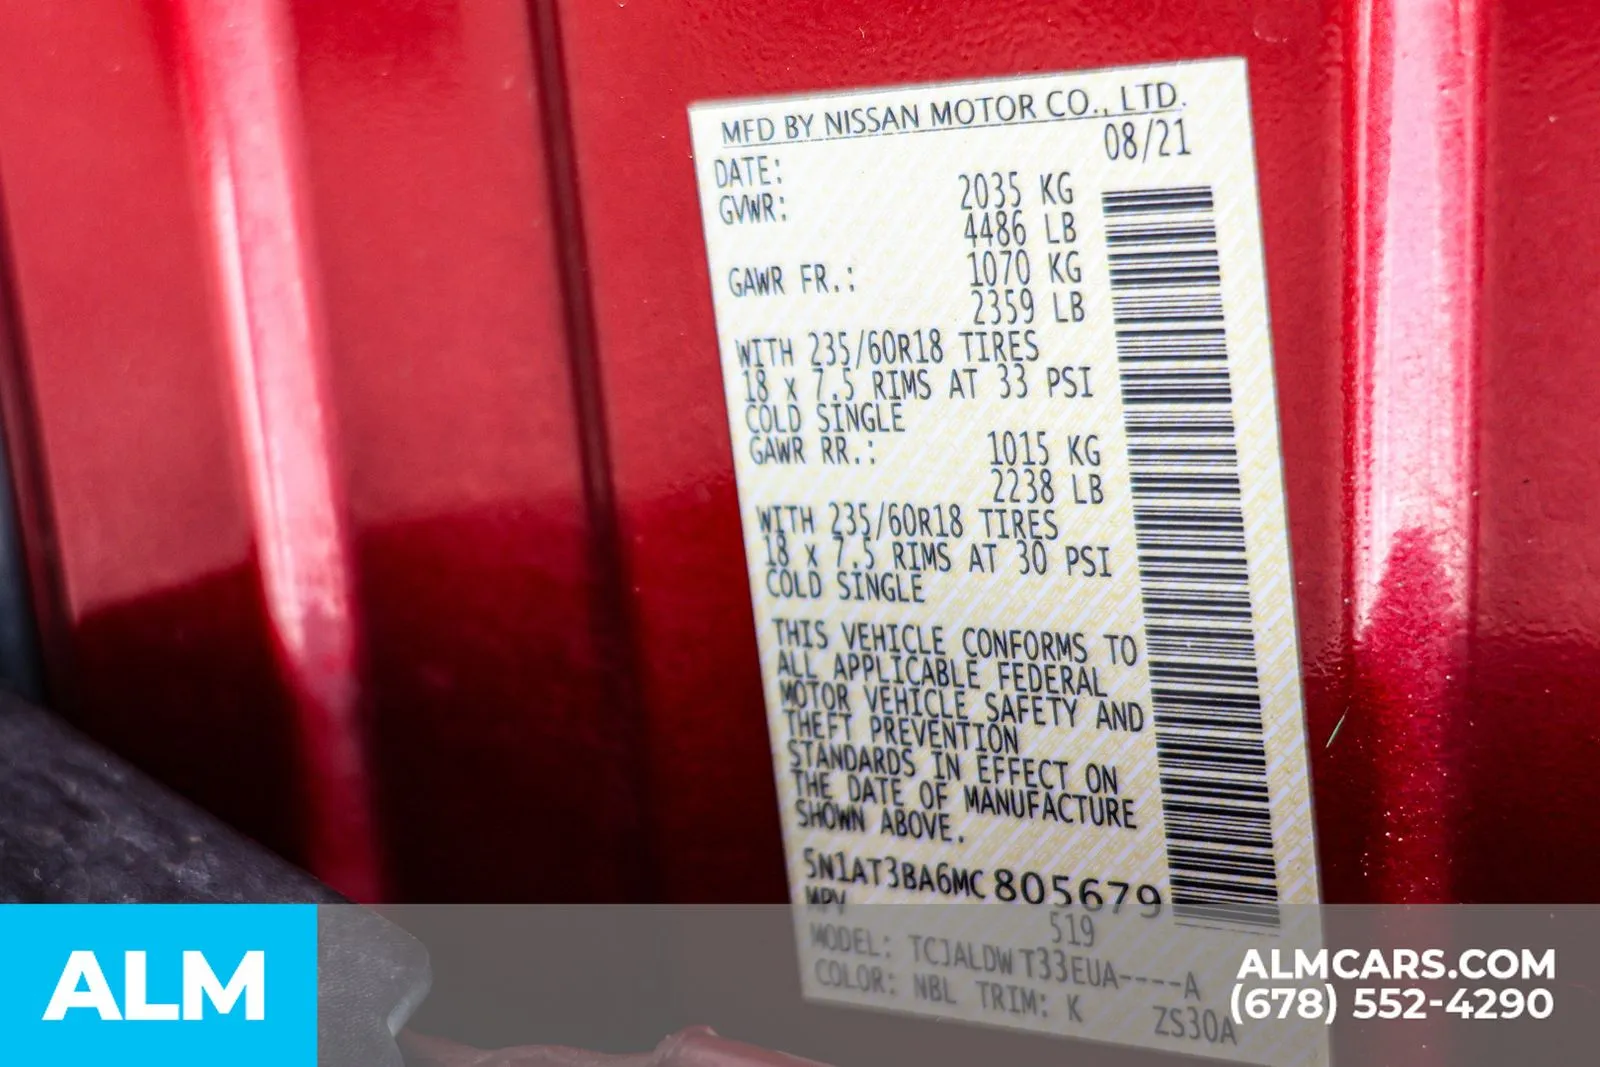 MFD BY NISSAN MOTOR CO., LTD.
DATE: 08/21
GVWR: 2035 KG
4486 LB
GAWR FR.: 1070 KG
2359 LB
WITH 235/60R18 TIRES
18 x 7.5 RIMS AT 33 PSI
COLD SINGLE
GAWR RR.: 1015 KG
2238 LB
WITH 235/60R18 TIRES
18 x 7.5 RIMS AT 30 PSI
COLD SINGLE
THIS VEHICLE CONFORMS TO
ALL APPLICABLE FEDERAL
MOTOR VEHICLE SAFETY AND
THEFT PREVENTION
STANDARDS IN EFFECT ON
THE DATE OF MANUFACTURE
SHOWN ABOVE.
5N1AT3BA6MC805679
MPV 519
MODEL: TCJALDWT33EUA----A
COLOR: NBL TRIM: K ZS30A
ALM
ALMCARS.COM
(678) 552-4290